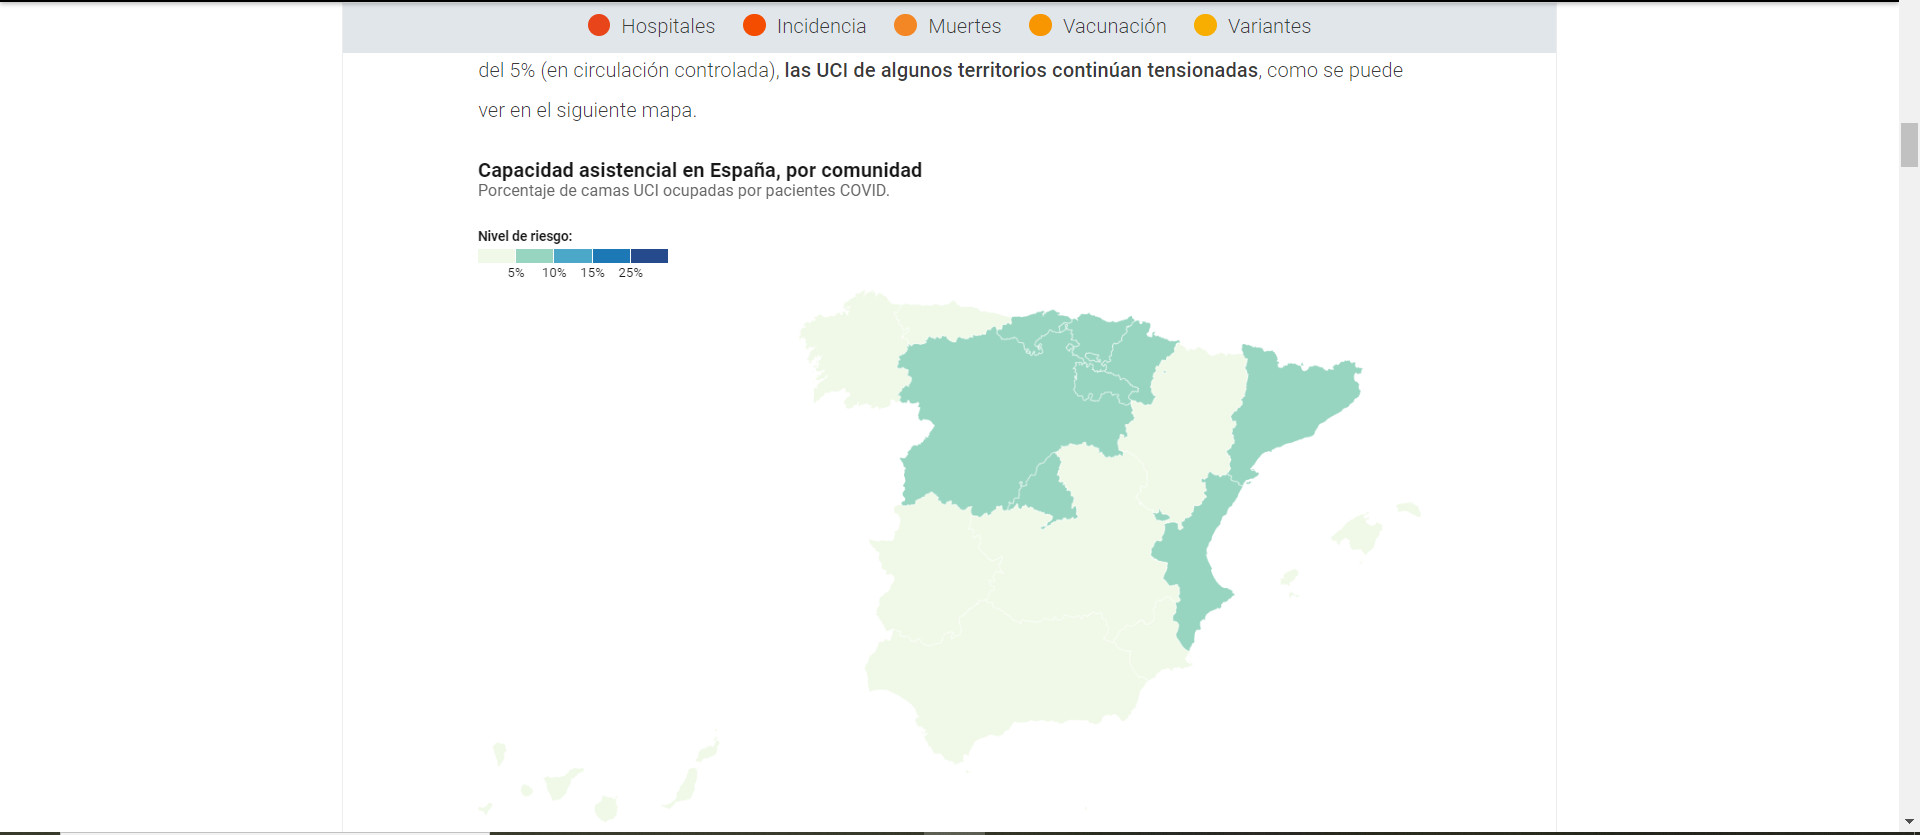 Hospitales Incidencia Muertes Vacunación Variantes
del 5% (en circulación controlada), las UCI de algunos territorios continúan tensionadas, como se puede
ver en el siguiente mapa.
Capacidad asistencial en España, por comunidad
Porcentaje de camas UCI ocupadas por pacientes COVID.
Nivel de riesgo:
5% 10% 15% 25%